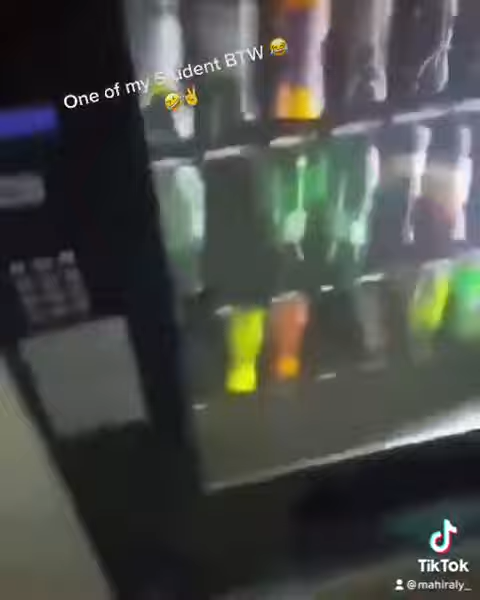 One of my Student BTW 😂
🤣✌️
TikTok
@mahiraly_